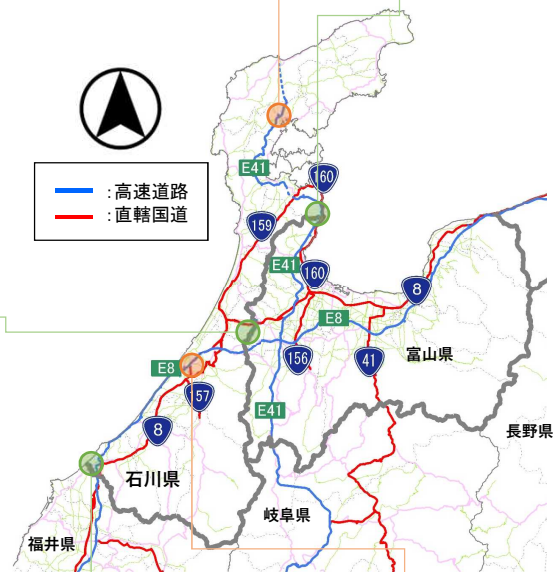 E41
160
:高速道路
:直轄国道
159
E41
160
8
E8
E8
156
41
富山県
157
E41
8
長野県
石川県
岐阜県
福井県